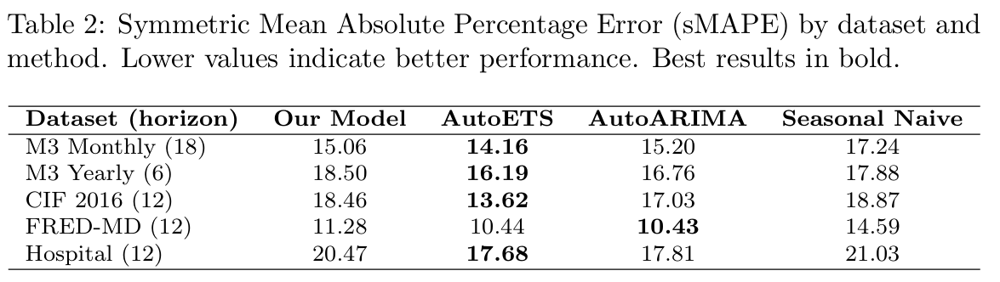 Table 2: Symmetric Mean Absolute Percentage Error (sMAPE) by dataset and
method. Lower values indicate better performance. Best results in bold.
Dataset (horizon) Our Model AutoETS AutoARIMA Seasonal Naive
M3 Monthly (18) 15.06 14.16 15.20 17.24
M3 Yearly (6) 18.50 16.19 16.76 17.88
CIF 2016 (12) 18.46 13.62 17.03 18.87
FRED-MD (12) 11.28 10.44 10.43 14.59
Hospital (12) 20.47 17.68 17.81 21.03